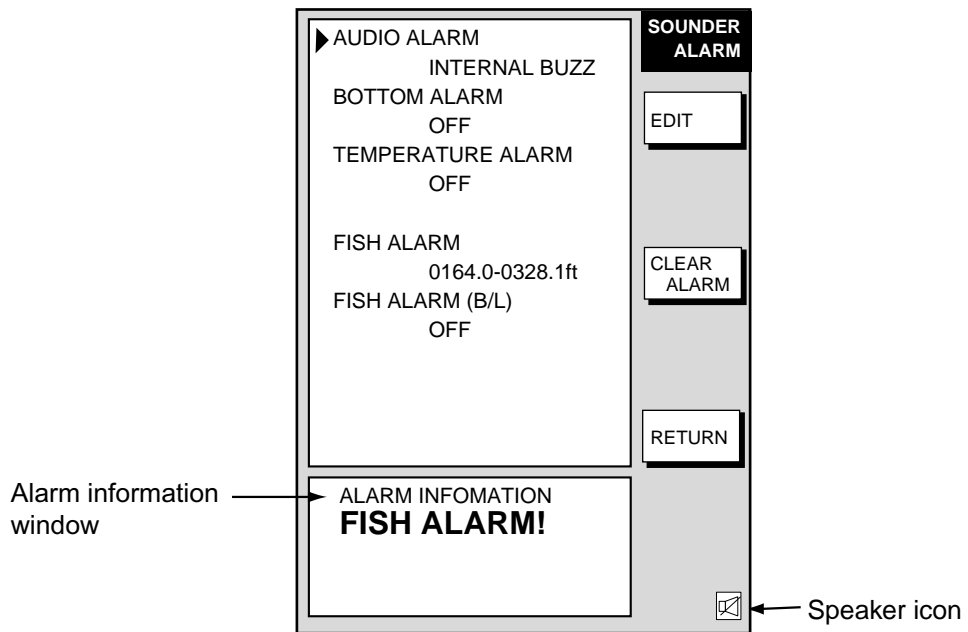 AUDIO ALARM
INTERNAL BUZZ
BOTTOM ALARM
OFF
TEMPERATURE ALARM
OFF
FISH ALARM
0164.0-0328.1ft
FISH ALARM (B/L)
OFF
SOUNDER
ALARM
EDIT
CLEAR
ALARM
RETURN
Alarm information
window
ALARM INFOMATION
FISH ALARM!
Speaker icon